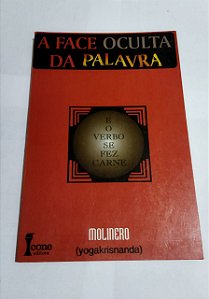 A FACE OCULTA
DA PALAVRA
E
O
VERBO
SE
FEZ
CARNE
MOLINERO
(yogakrisnanda)
Ícone
editora